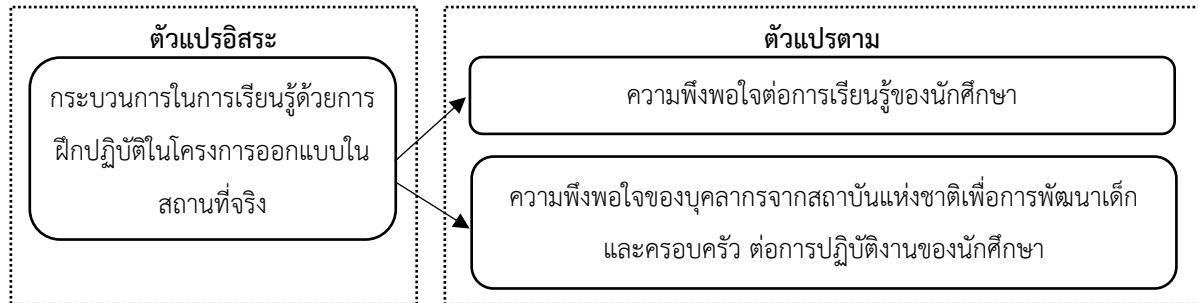 ตัวแปรอิสระ
กระบวนการในการเรียนรู้ด้วยการ
ฝึกปฏิบัติในโครงการออกแบบใน
สถานที่จริง
ตัวแปรตาม
ความพึงพอใจต่อการเรียนรู้ของนักศึกษา
ความพึงพอใจของบุคลากรจากสถาบันแห่งชาติเพื่อการพัฒนาเด็ก
และครอบครัว ต่อการปฏิบัติงานของนักศึกษา